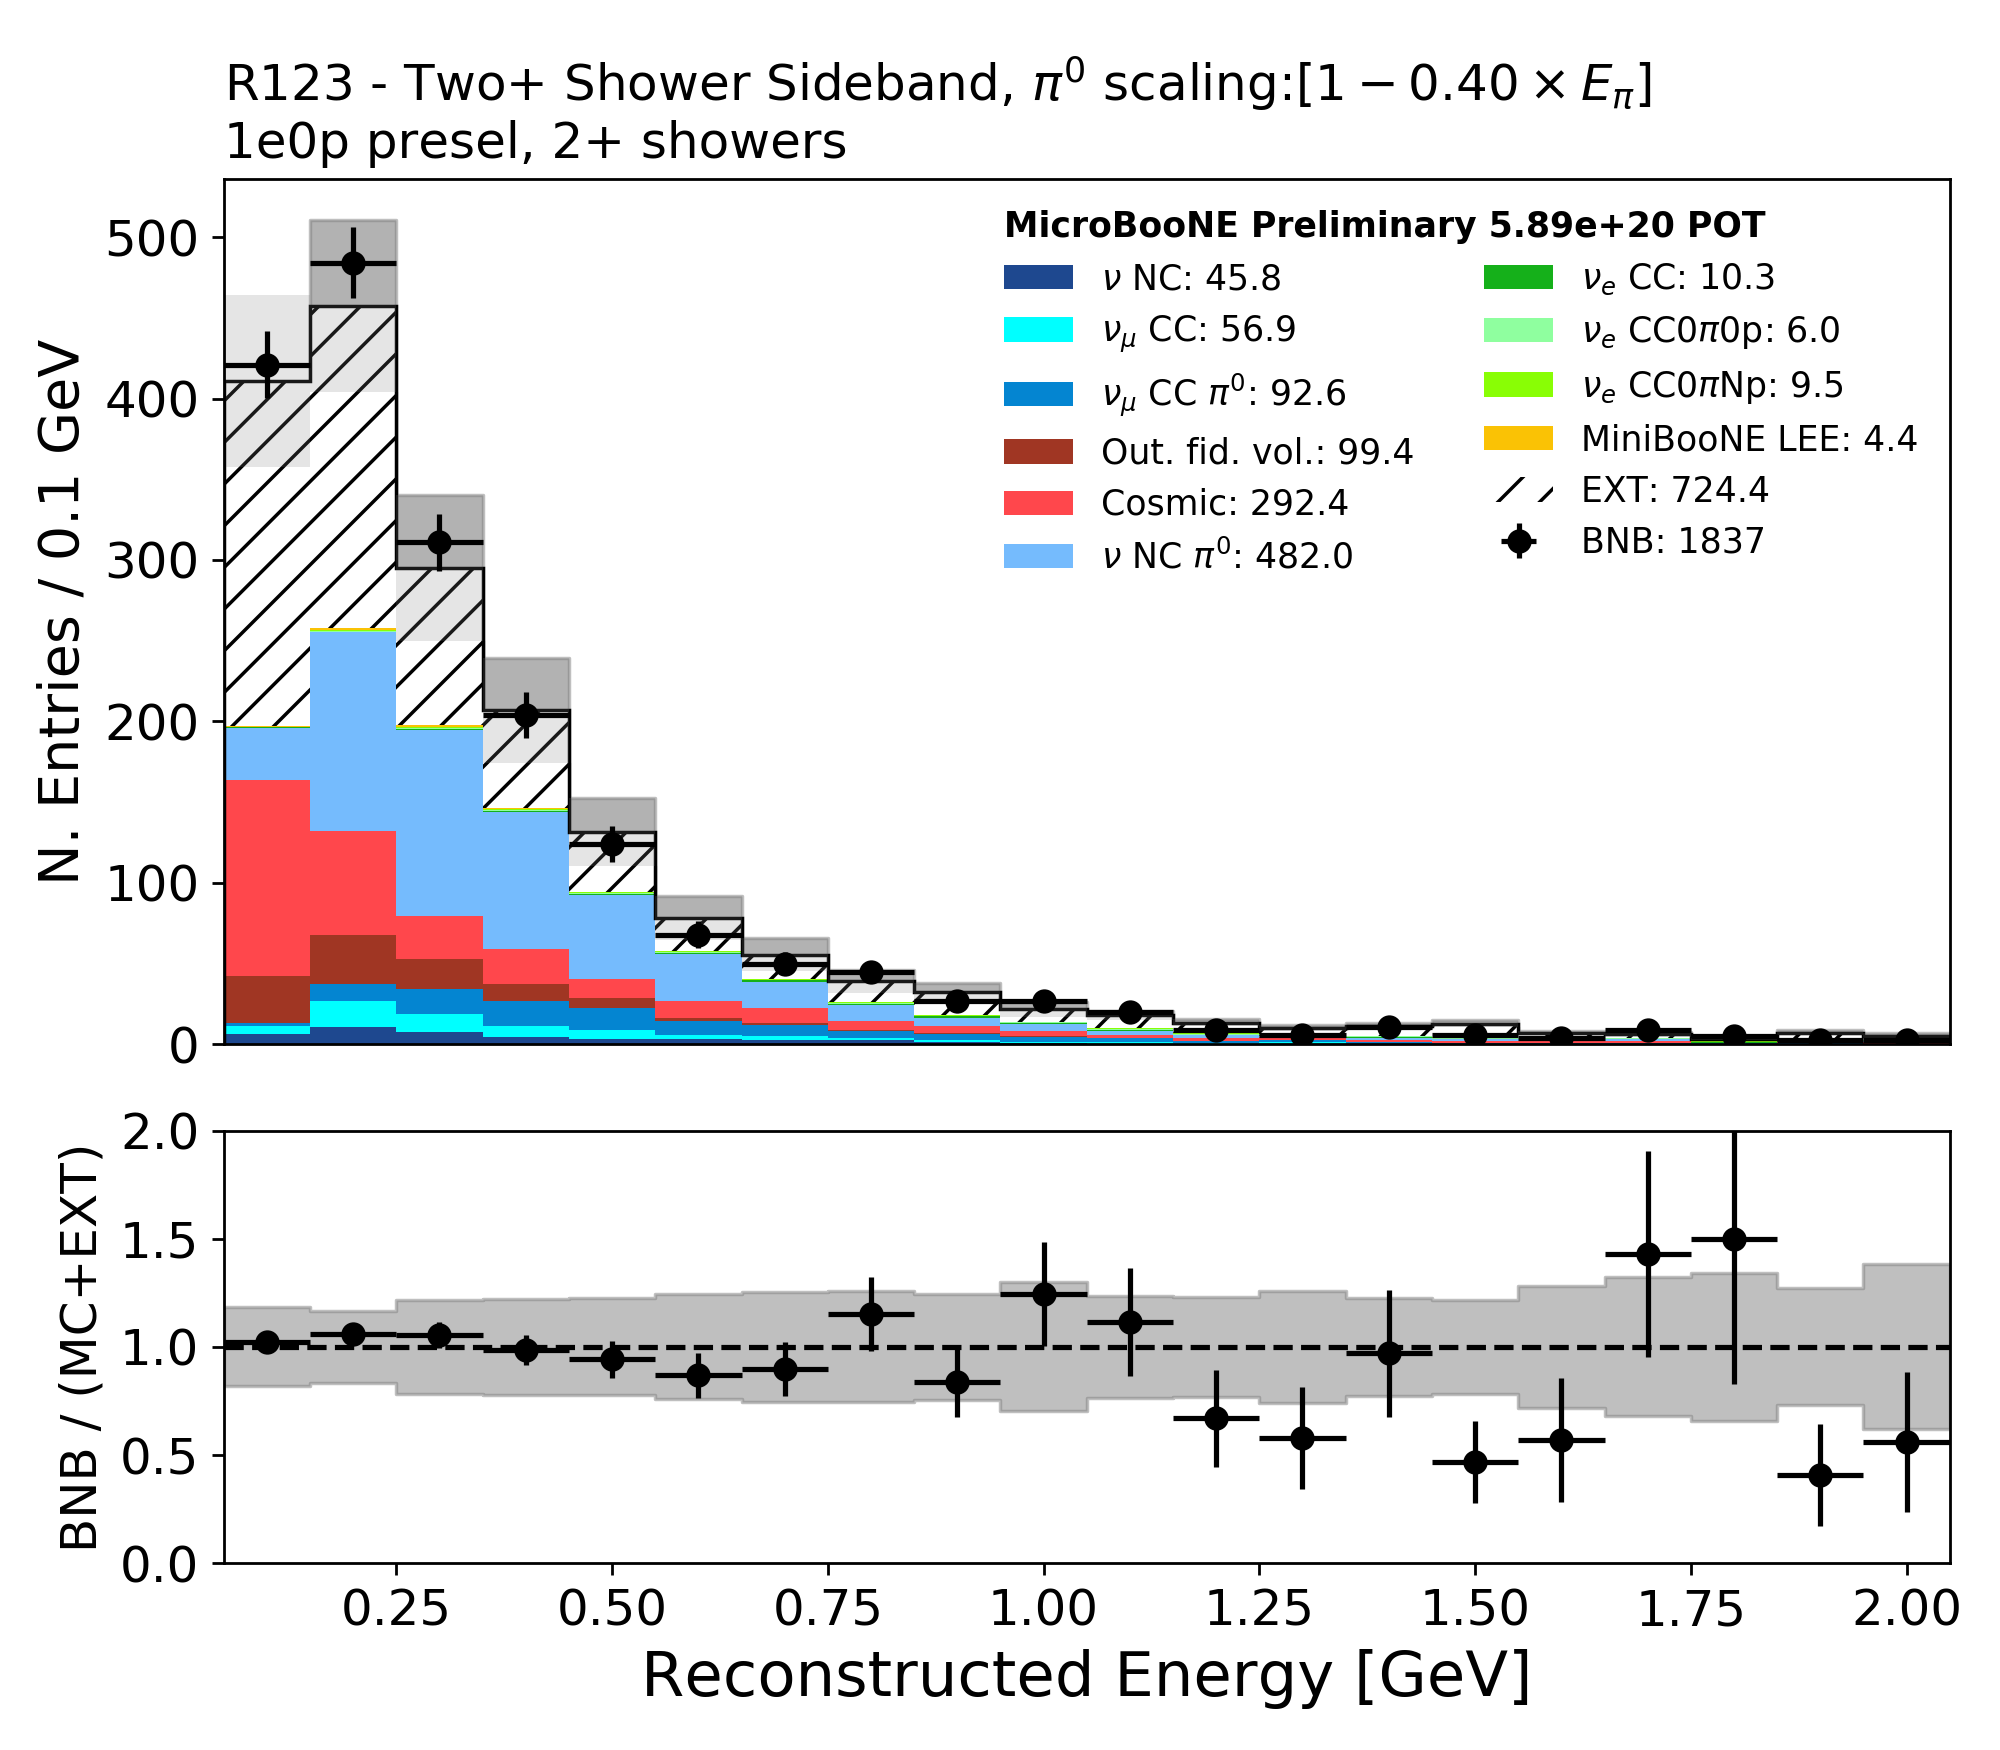 R123 - Two+ Shower Sideband, π⁰ scaling:[1 − 0.40 × E_π]
1e0p presel, 2+ showers
MicroBooNE Preliminary 5.89e+20 POT
ν NC: 45.8
ν_μ CC: 56.9
ν_μ CC π⁰: 92.6
Out. fid. vol.: 99.4
Cosmic: 292.4
ν NC π⁰: 482.0
ν_e CC: 10.3
ν_e CC0π0p: 6.0
ν_e CC0πNp: 9.5
MiniBooNE LEE: 4.4
EXT: 724.4
BNB: 1837
N. Entries / 0.1 GeV
500
400
300
200
100
0
BNB / (MC+EXT)
2.0
1.5
1.0
0.5
0.0
0.25 0.50 0.75 1.00 1.25 1.50 1.75 2.00
Reconstructed Energy [GeV]